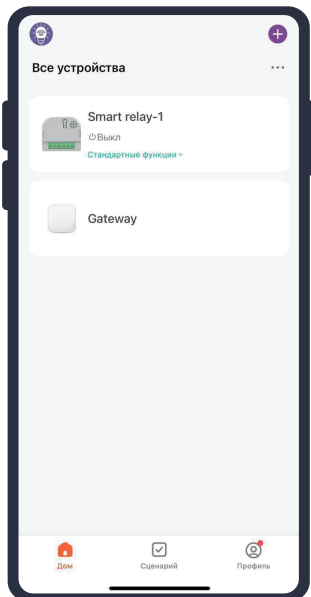 Все устройства
Smart relay-1
Выкл
Стандартные функции
Gateway
Дом
Сценарий
Профиль